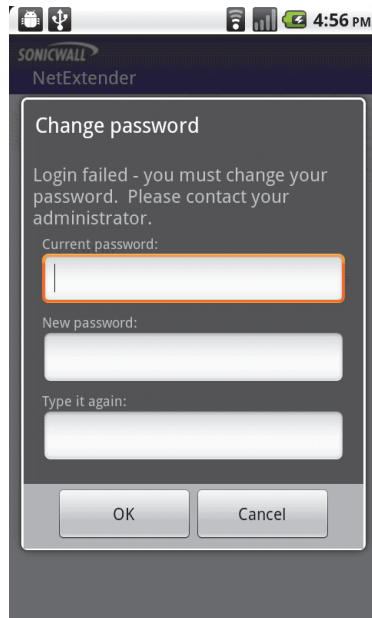 4:56 PM
SONICWALL
NetExtender
Change password
Login failed - you must change your
password.  Please contact your
administrator.
Current password:
New password:
Type it again:
OK
Cancel